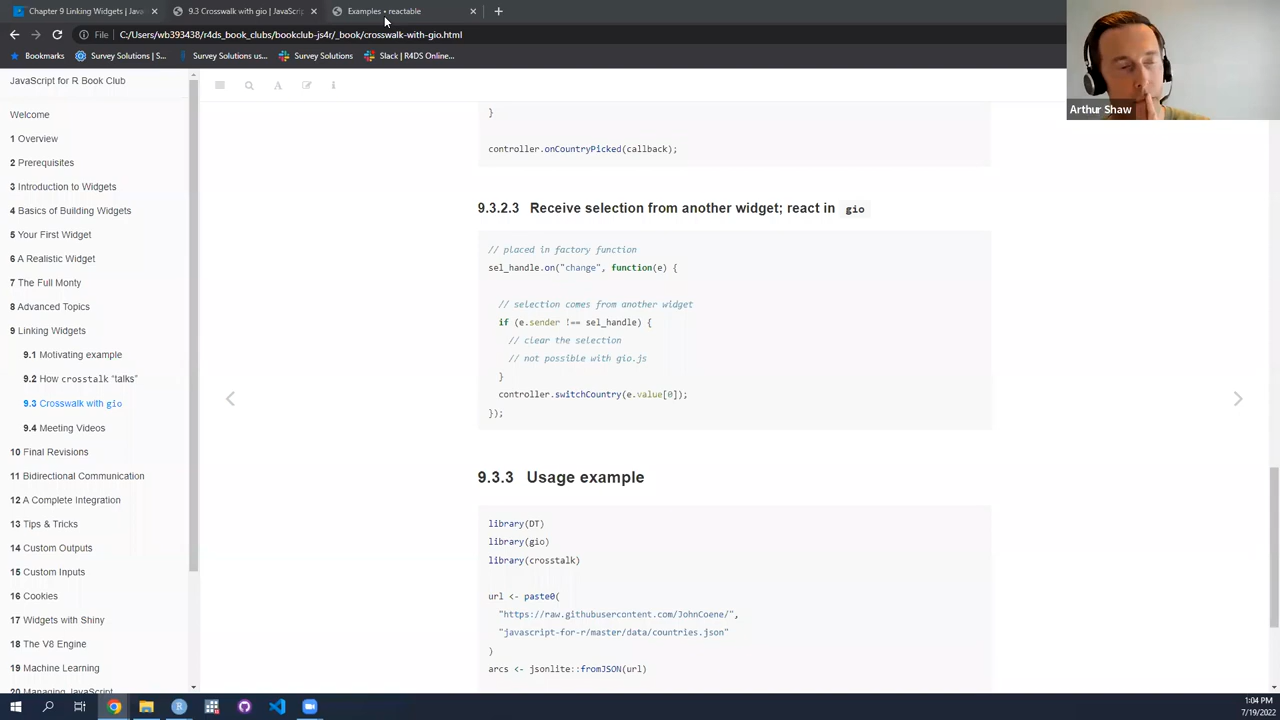 Chapter 9 Linking Widgets | Java
9.3 Crosswalk with gio | JavaScrip
Examples • reactable
File
C:/Users/wb393438/r4ds_book_clubs/bookclub-js4r/_book/crosswalk-with-gio.html
Bookmarks
Survey Solutions | S...
Survey Solutions us...
Survey Solutions
Slack | R4DS Online...
Arthur Shaw
JavaScript for R Book Club
Welcome
1 Overview
2 Prerequisites
3 Introduction to Widgets
4 Basics of Building Widgets
5 Your First Widget
6 A Realistic Widget
7 The Full Monty
8 Advanced Topics
9 Linking Widgets
9.1 Motivating example
9.2 How crosstalk “talks”
9.3 Crosswalk with gio
9.4 Meeting Videos
10 Final Revisions
11 Bidirectional Communication
12 A Complete Integration
13 Tips & Tricks
14 Custom Outputs
15 Custom Inputs
16 Cookies
17 Widgets with Shiny
18 The V8 Engine
19 Machine Learning
20 Managing JavaScript
}
controller.onCountryPicked(callback);
9.3.2.3 Receive selection from another widget; react in gio
// placed in factory function
sel_handle.on("change", function(e) {
// selection comes from another widget
if (e.sender !== sel_handle) {
// clear the selection
// not possible with gio.js
}
controller.switchCountry(e.value[0]);
});
9.3.3 Usage example
library(DT)
library(gio)
library(crosstalk)
url <- paste0(
"https://raw.githubusercontent.com/JohnCoene/",
"javascript-for-r/master/data/countries.json"
)
arcs <- jsonlite::fromJSON(url)
1:04 PM
7/19/2022